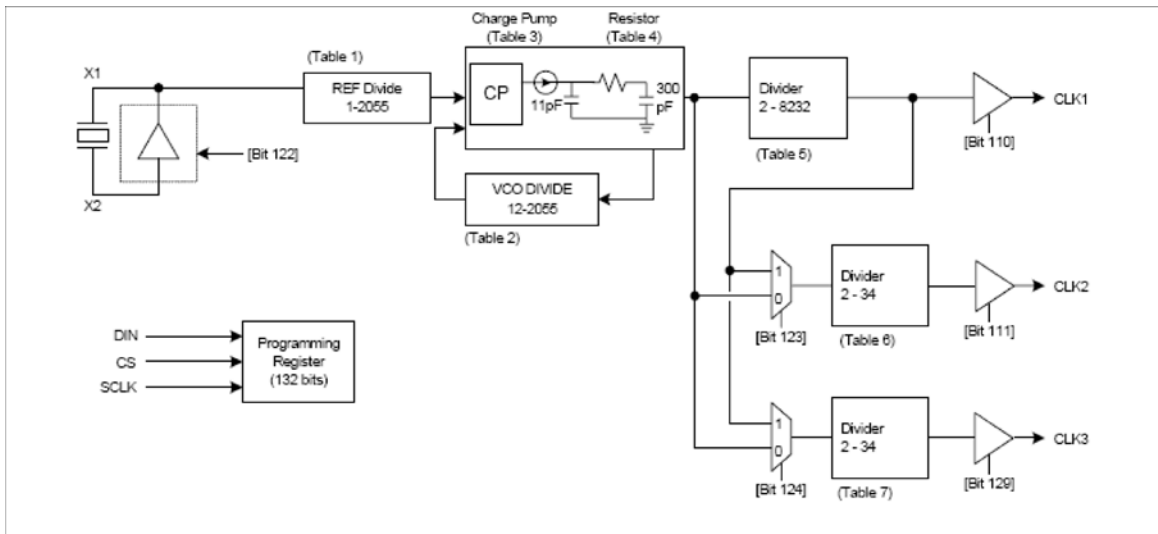 Charge Pump
(Table 3)
Resistor
(Table 4)
(Table 1)
X1
REF Divide
1-2055
CP
11pF
300
pF
Divider
2 - 8232
(Table 5)
CLK1
[Bit 110]
[Bit 122]
X2
VCO DIVIDE
12-2055
(Table 2)
1
0
[Bit 123]
Divider
2 - 34
(Table 6)
CLK2
[Bit 111]
DIN
CS
SCLK
Programming
Register
(132 bits)
1
0
[Bit 124]
Divider
2 - 34
(Table 7)
CLK3
[Bit 129]